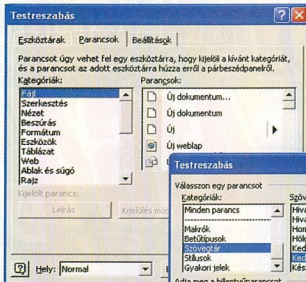 Testreszabás
Eszköztárak Parancsok Beállítások
Parancsot úgy vehet fel egy eszköztárra, hogy kijelöli a kívánt kategóriát,
és a parancsot az adott eszköztárra húzza erről a párbeszédpanelről.
Kategóriák: Parancsok:
Fájl
Szerkesztés
Nézet
Beszúrás
Formátum
Eszközök
Táblázat
Web
Ablak és súgó
Rajz
Új dokumentum...
Új dokumentum
Új
Új weblap
Kijelölt parancs:
Leírás
Hely: Normal
Testreszabás
Válasszon egy parancsot
Kategóriák:
Minden parancs
Makrók
Betűtípusok
Szövegtár
Stílusok
Gyakori jelek